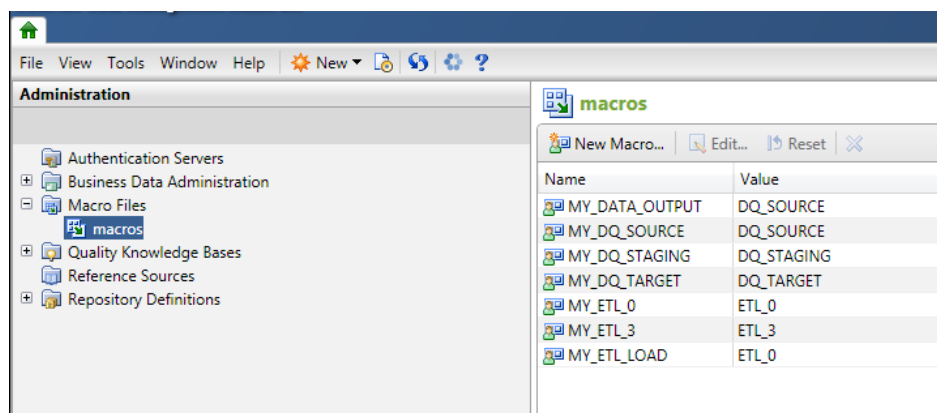 File View Tools Window Help New
Administration
Authentication Servers
Business Data Administration
Macro Files
macros
Quality Knowledge Bases
Reference Sources
Repository Definitions
macros
New Macro... Edit... Reset
Name Value
MY_DATA_OUTPUT DQ_SOURCE
MY_DQ_SOURCE DQ_SOURCE
MY_DQ_STAGING DQ_STAGING
MY_DQ_TARGET DQ_TARGET
MY_ETL_0 ETL_0
MY_ETL_3 ETL_3
MY_ETL_LOAD ETL_0